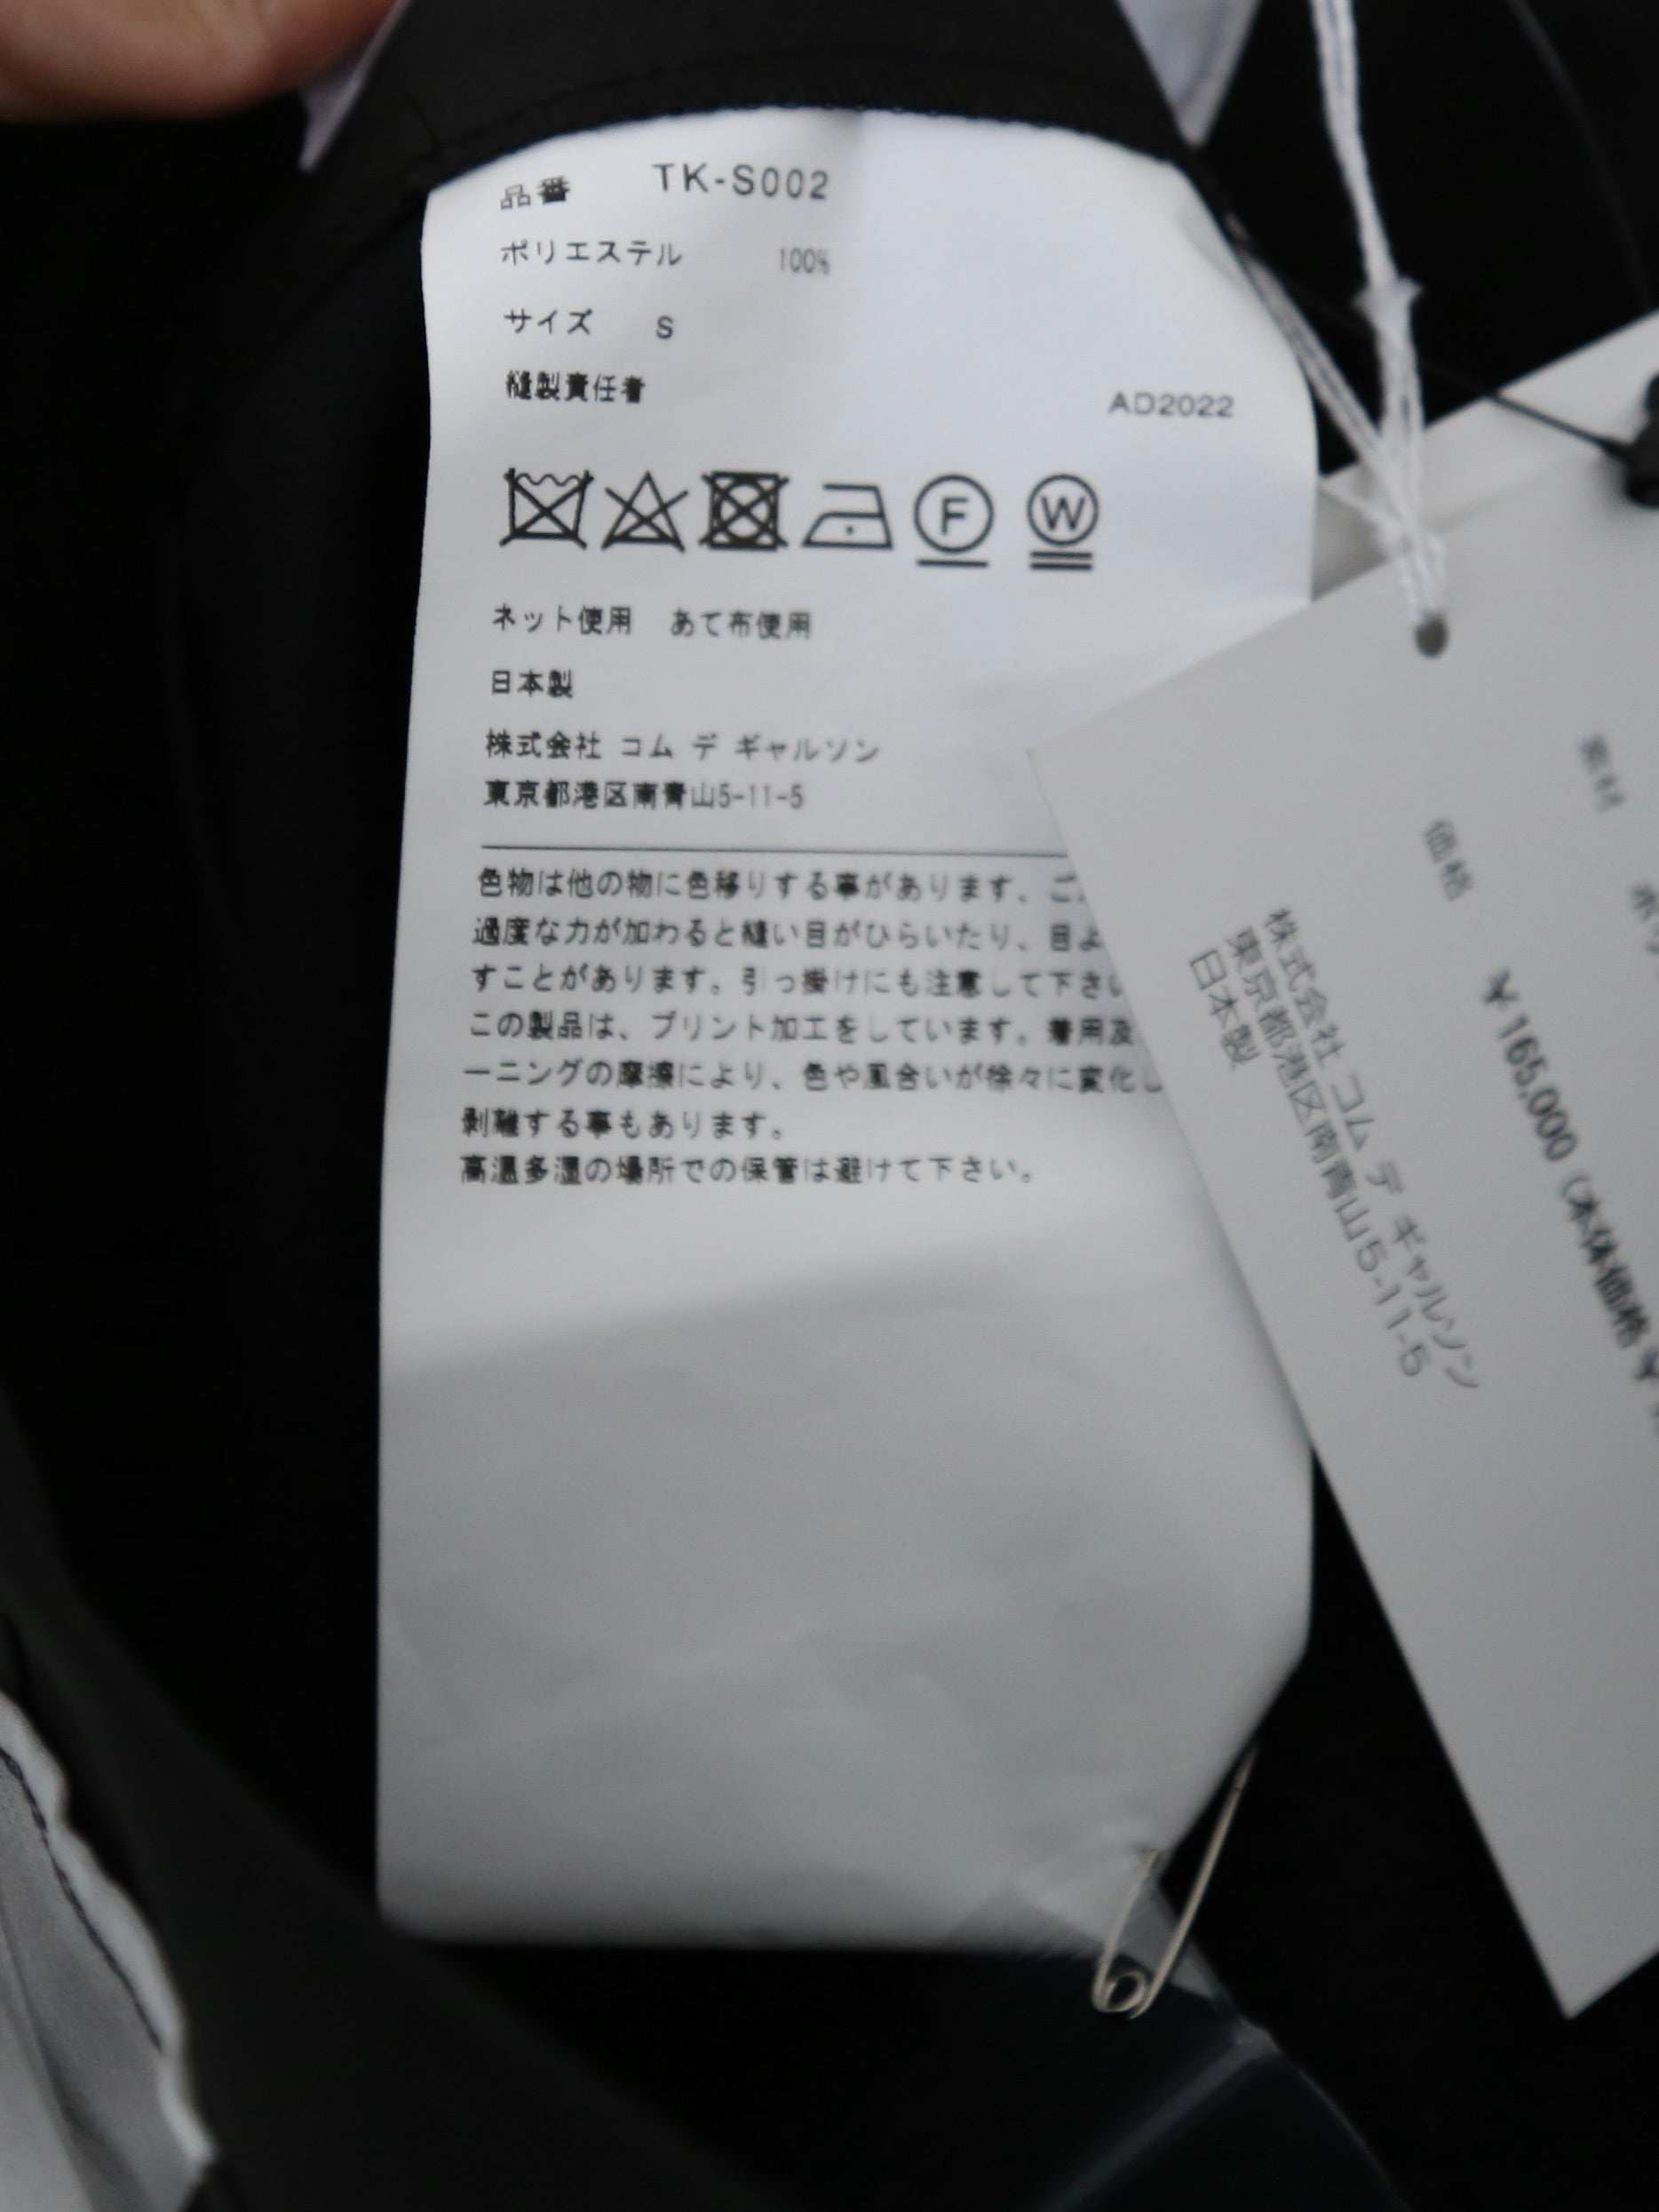 品番 TK-S002
ポリエステル 100%
サイズ S
縫製責任者
AD2022
F W
ネット使用 あて布使用
日本製
株式会社 コム デ ギャルソン
東京都港区南青山5-11-5
色物は他の物に色移りする事があります、こ
過度な力が加わると縫い目がひらいたり、目よ
すことがあります。引っ掛けにも注意して下さい
この製品は、プリント加工をしています。着用及
ーニングの摩擦により、色や風合いが徐々に変化し
剥離する事もあります。
高温多湿の場所での保管は避けて下さい。
素材
価格 ¥165,000 (本体価格 ¥
株式会社 コム デ ギャルソン
東京都港区南青山5-11-5
日本製